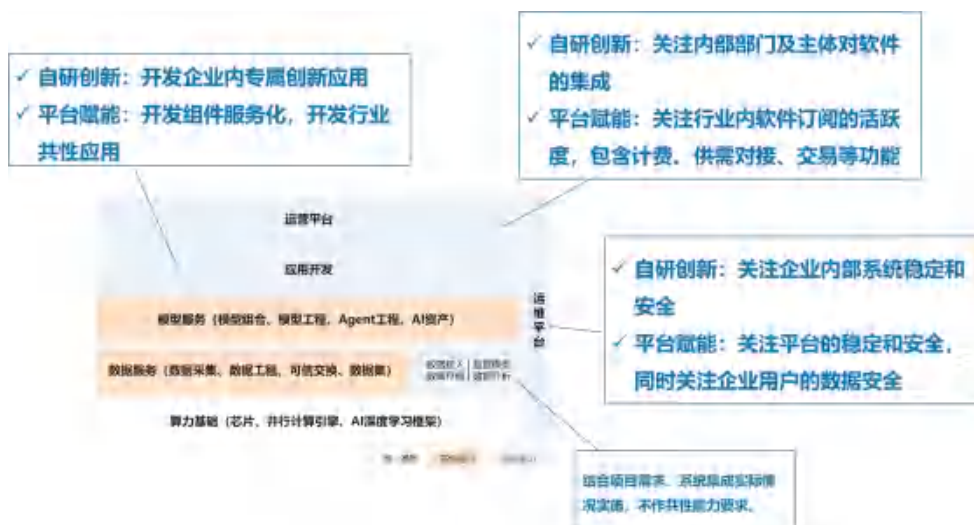 ✓ 自研创新：开发企业内专属创新应用
✓ 平台赋能：开发组件服务化，开发行业
共性应用
✓ 自研创新：关注内部部门及主体对软件
的集成
✓ 平台赋能：关注行业内软件订阅的活跃
度，包含计费、供需对接、交易等功能
运营平台
应用开发
模型服务（模型组合、模型工程、Agent工程、AI资产）
数据服务（数据采集、数据工程、可信交换、数据集）
算力基础（芯片、并行计算引擎、AI深度学习框架）
运维平台
✓ 自研创新：关注企业内部系统稳定和
安全
✓ 平台赋能：关注平台的稳定和安全，
同时关注企业用户的数据安全
结合项目需求、系统集成实际情
况实施，不作共性能力要求。